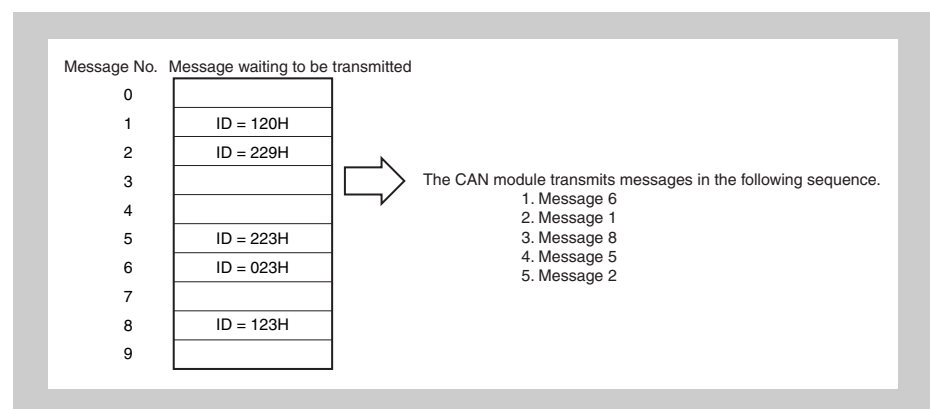 Message No. Message waiting to be transmitted
0
1 ID = 120H
2 ID = 229H
3
4
5 ID = 223H
6 ID = 023H
7
8 ID = 123H
9
The CAN module transmits messages in the following sequence.
1. Message 6
2. Message 1
3. Message 8
4. Message 5
5. Message 2